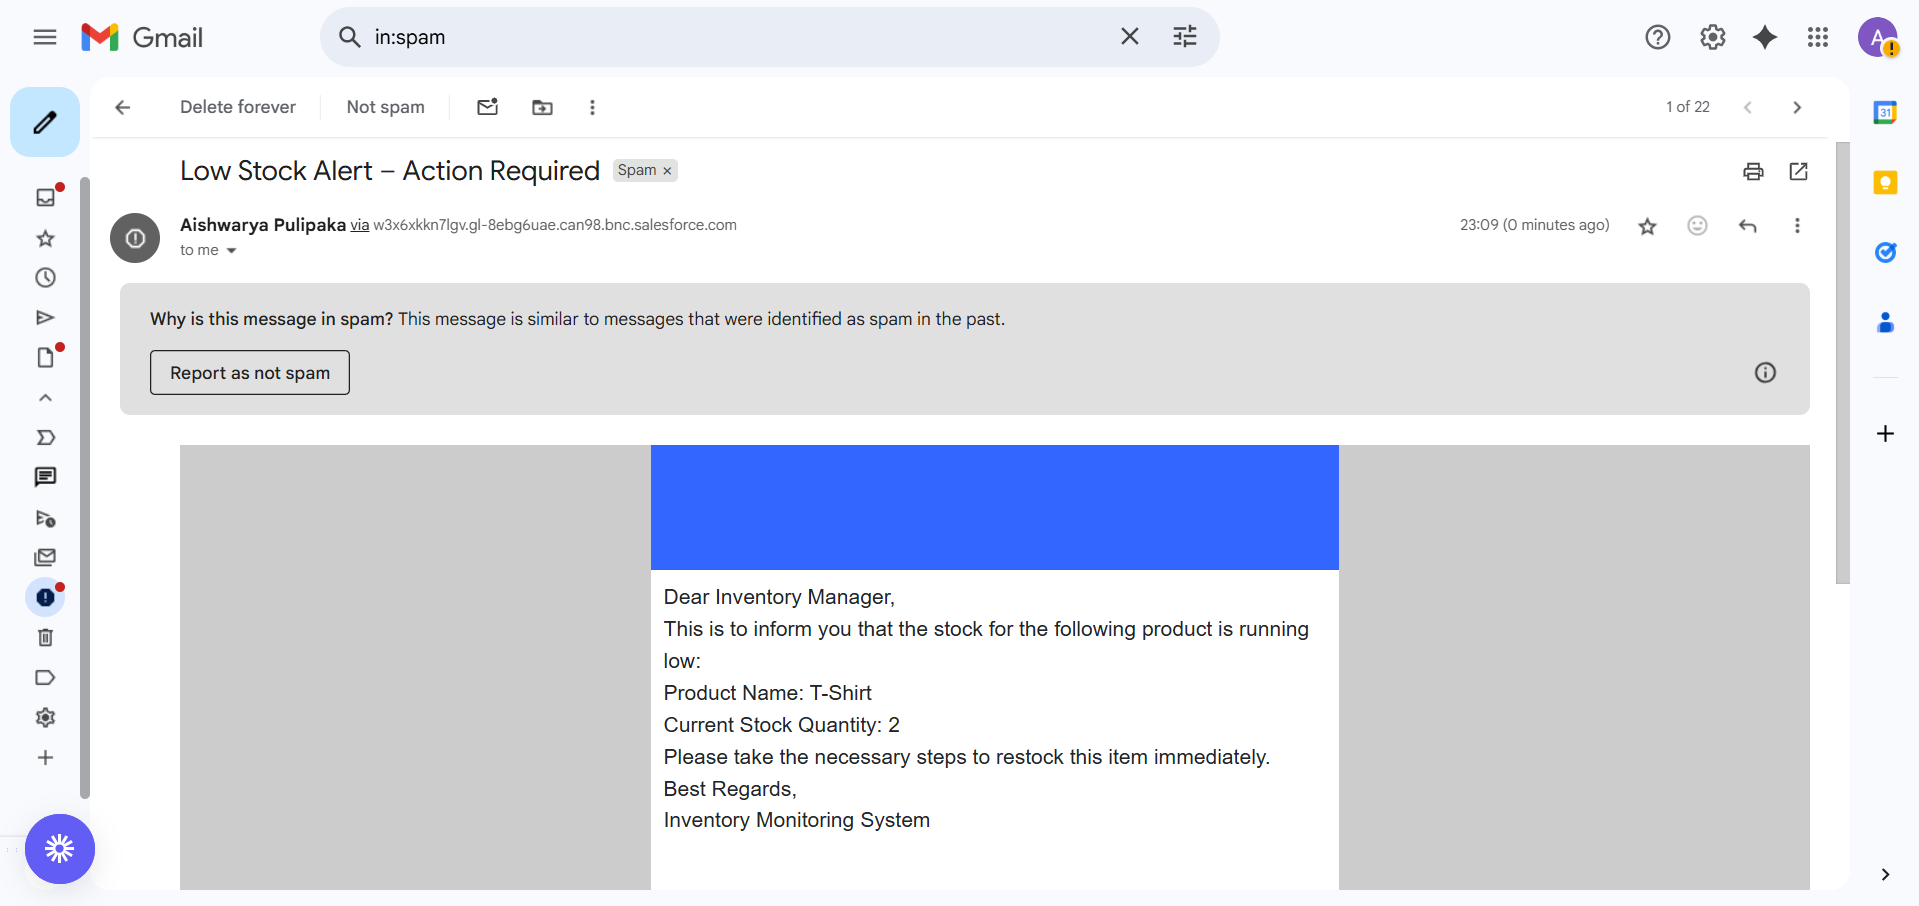 Gmail
in:spam
A
Delete forever
Not spam
1 of 22
31
Low Stock Alert – Action Required
Spam ×
Aishwarya Pulipaka via w3x6xkkn7lgv.gl-8ebg6uae.can98.bnc.salesforce.com
23:09 (0 minutes ago)
to me
Why is this message in spam? This message is similar to messages that were identified as spam in the past.
Report as not spam
Dear Inventory Manager,
This is to inform you that the stock for the following product is running
low:
Product Name: T-Shirt
Current Stock Quantity: 2
Please take the necessary steps to restock this item immediately.
Best Regards,
Inventory Monitoring System